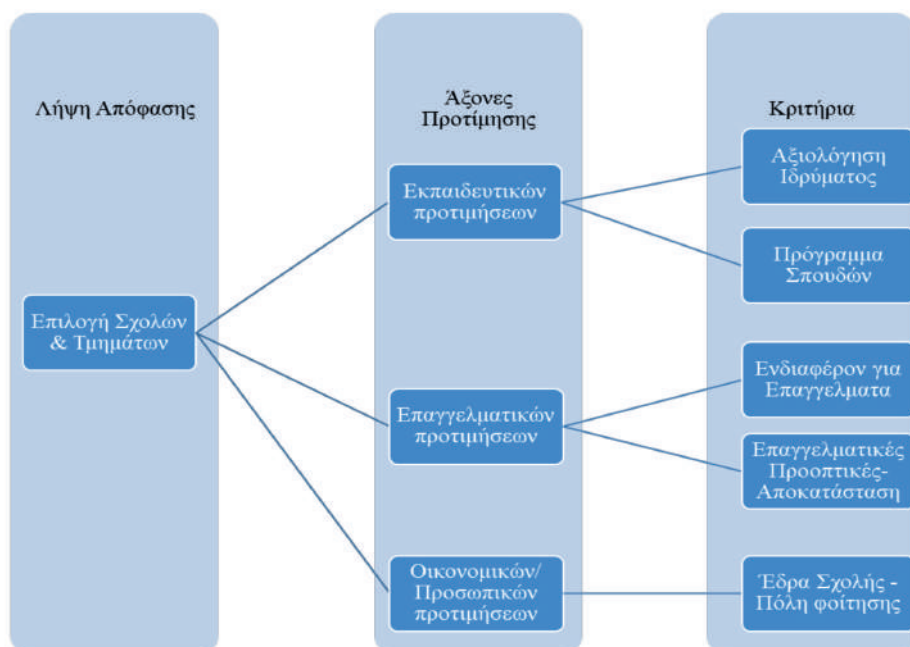 Λήψη Απόφασης
Άξονες
Προτίμησης
Κριτήρια
Επιλογή Σχολών
& Τμημάτων
Εκπαιδευτικών
προτιμήσεων
Επαγγελματικών
προτιμήσεων
Οικονομικών/
Προσωπικών
προτιμήσεων
Αξιολόγηση
Ιδρύματος
Πρόγραμμα
Σπουδών
Ενδιαφέρον για
Επαγγελματα
Επαγγελματικές
Προοπτικές-
Αποκατάσταση
Έδρα Σχολής -
Πόλη φοίτησης